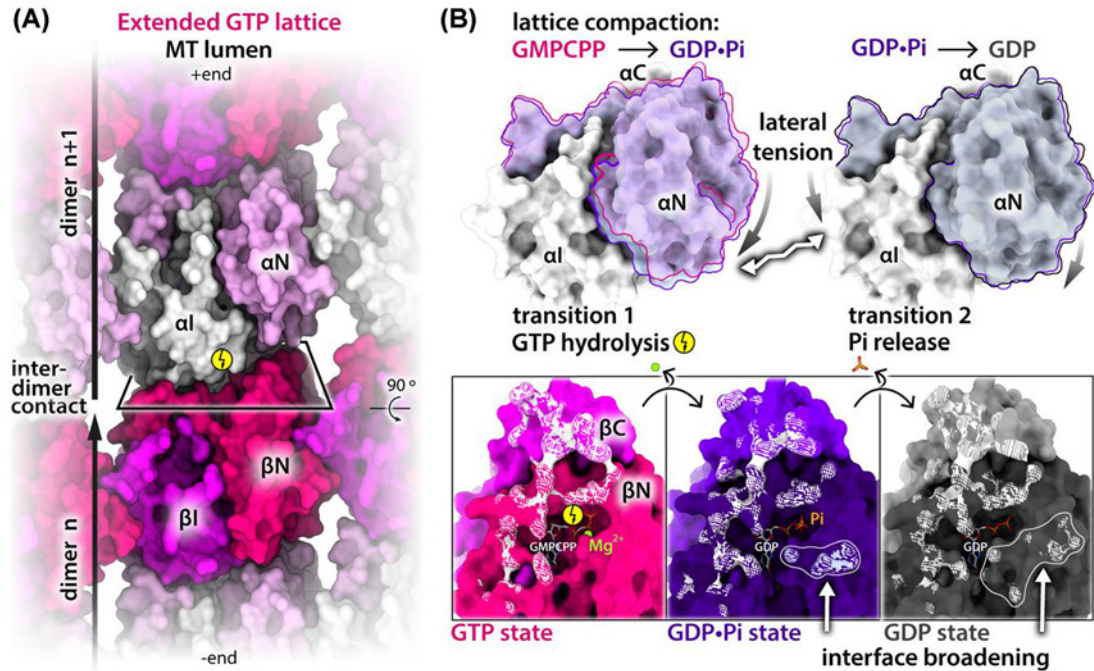 (A)
Extended GTP lattice
MT lumen
+end
dimer n+1
αN
αI
inter-
dimer
contact
90 º
βN
βI
dimer n
-end
(B)
lattice compaction:
GMPCPP → GDP•Pi
GDP•Pi → GDP
αC
αC
lateral
tension
αN
αN
αI
αI
transition 1
GTP hydrolysis
transition 2
Pi release
βC
βN
GMPCPP
Mg2+
GDP
Pi
GDP
GTP state
GDP•Pi state
GDP state
interface broadening